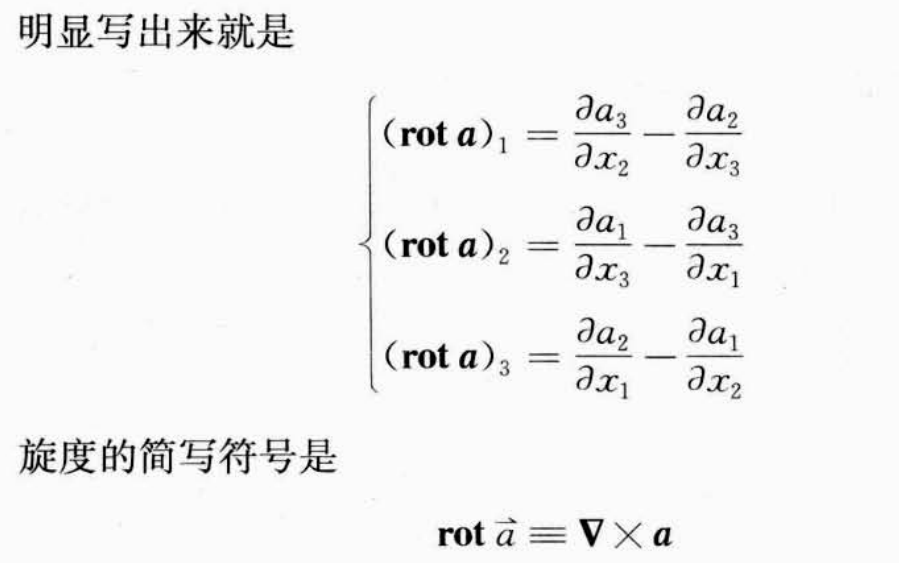 明显写出来就是
(rot a)₁ = ∂a₃/∂x₂ − ∂a₂/∂x₃
(rot a)₂ = ∂a₁/∂x₃ − ∂a₃/∂x₁
(rot a)₃ = ∂a₂/∂x₁ − ∂a₁/∂x₂
旋度的简写符号是
rot a⃗ ≡ ∇ × a